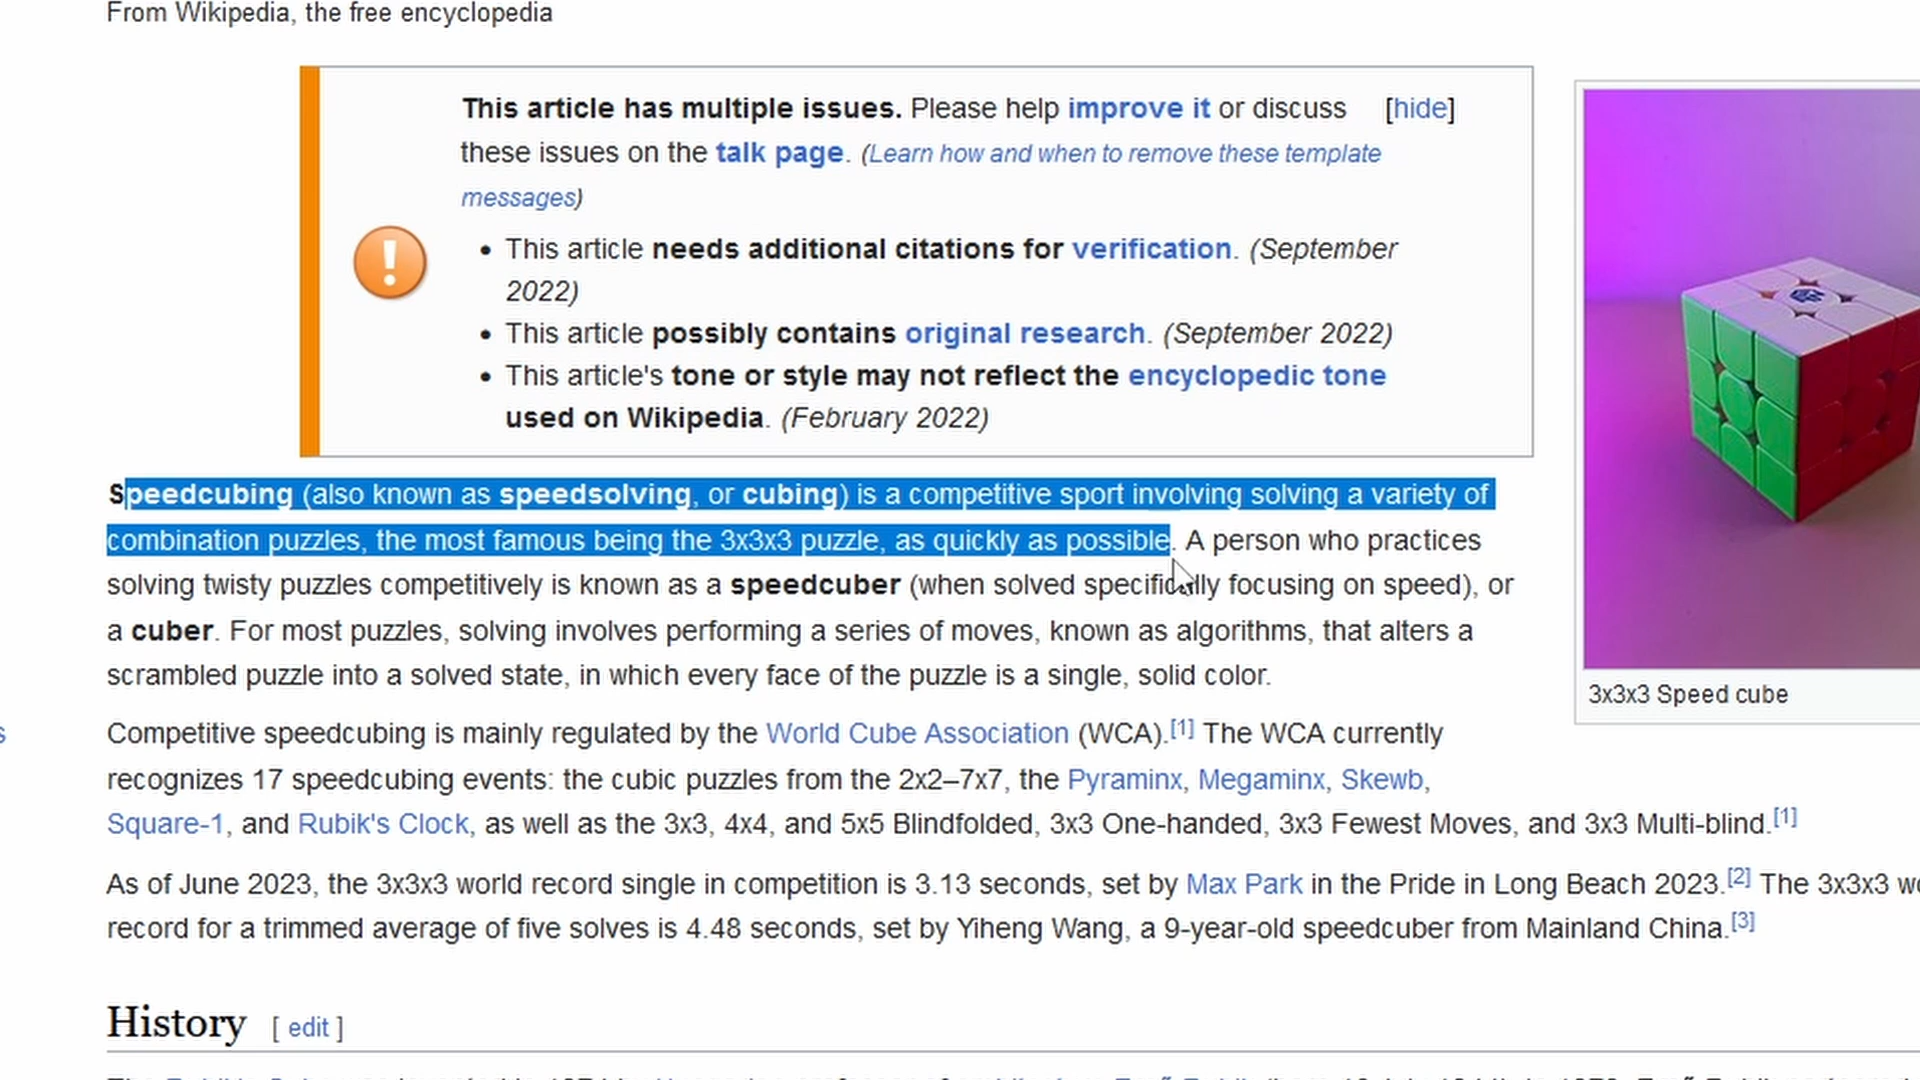 From Wikipedia, the free encyclopedia
This article has multiple issues. Please help improve it or discuss [hide]
these issues on the talk page. (Learn how and when to remove these template
messages)
• This article needs additional citations for verification. (September
2022)
• This article possibly contains original research. (September 2022)
• This article's tone or style may not reflect the encyclopedic tone
used on Wikipedia. (February 2022)
Speedcubing (also known as speedsolving, or cubing) is a competitive sport involving solving a variety of
combination puzzles, the most famous being the 3x3x3 puzzle, as quickly as possible. A person who practices
solving twisty puzzles competitively is known as a speedcuber (when solved specifically focusing on speed), or
a cuber. For most puzzles, solving involves performing a series of moves, known as algorithms, that alters a
scrambled puzzle into a solved state, in which every face of the puzzle is a single, solid color.
3x3x3 Speed cube
Competitive speedcubing is mainly regulated by the World Cube Association (WCA).[1] The WCA currently
recognizes 17 speedcubing events: the cubic puzzles from the 2x2–7x7, the Pyraminx, Megaminx, Skewb,
Square-1, and Rubik's Clock, as well as the 3x3, 4x4, and 5x5 Blindfolded, 3x3 One-handed, 3x3 Fewest Moves, and 3x3 Multi-blind.[1]
As of June 2023, the 3x3x3 world record single in competition is 3.13 seconds, set by Max Park in the Pride in Long Beach 2023.[2] The 3x3x3
record for a trimmed average of five solves is 4.48 seconds, set by Yiheng Wang, a 9-year-old speedcuber from Mainland China.[3]
History [ edit ]